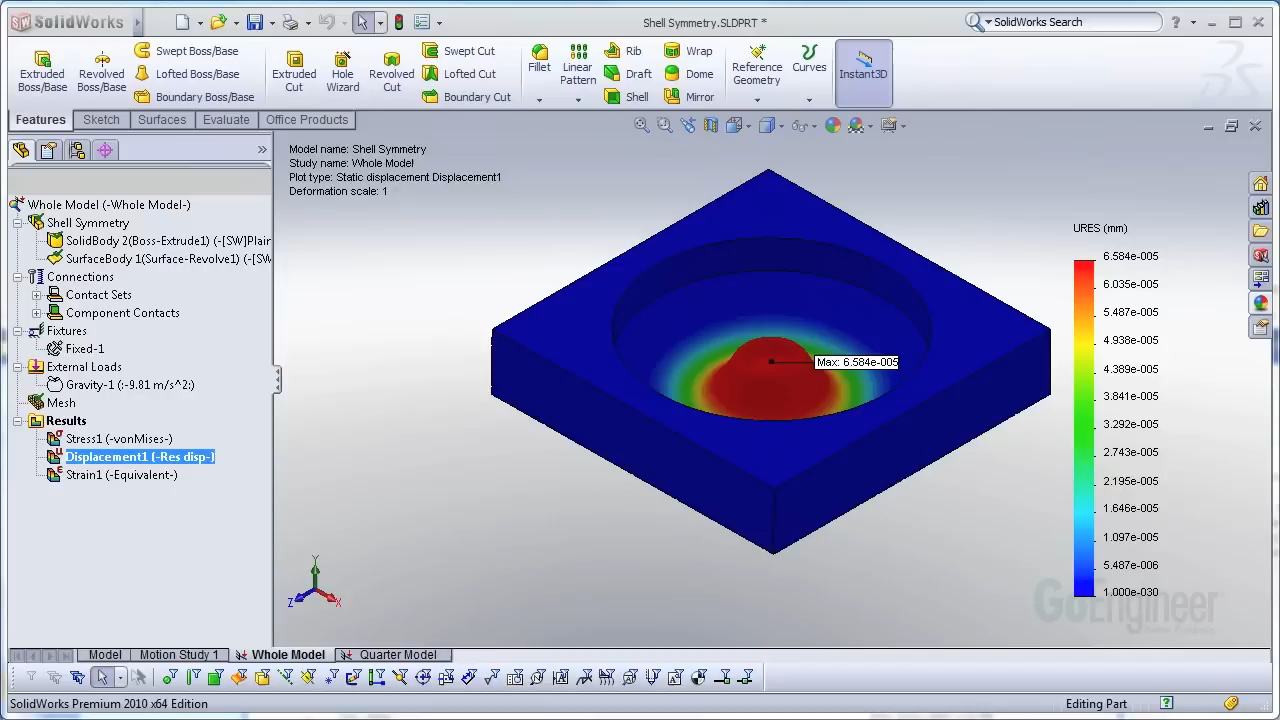 SolidWorks
Shell Symmetry.SLDPRT *
SolidWorks Search
Extruded Boss/Base
Revolved Boss/Base
Swept Boss/Base
Lofted Boss/Base
Boundary Boss/Base
Extruded Cut
Hole Wizard
Revolved Cut
Swept Cut
Lofted Cut
Boundary Cut
Fillet
Linear Pattern
Rib
Draft
Shell
Wrap
Dome
Mirror
Reference Geometry
Curves
Instant3D
Features
Sketch
Surfaces
Evaluate
Office Products
Whole Model (-Whole Model-)
Shell Symmetry
SolidBody 2(Boss-Extrude1) (-[SW]Plain
SurfaceBody 1(Surface-Revolve1) (-[SW
Connections
Contact Sets
Component Contacts
Fixtures
Fixed-1
External Loads
Gravity-1 (:-9.81 m/s^2;)
Mesh
Results
Stress1 (-vonMises-)
Displacement1 (-Res disp-)
Strain1 (-Equivalent-)
Model name: Shell Symmetry
Study name: Whole Model
Plot type: Static displacement Displacement1
Deformation scale: 1
Max: 6.584e-005
URES (mm)
6.584e-005
6.035e-005
5.487e-005
4.938e-005
4.389e-005
3.841e-005
3.292e-005
2.743e-005
2.195e-005
1.646e-005
1.097e-005
5.487e-006
1.000e-030
Y
Z
X
GoEngineer
Model
Motion Study 1
Whole Model
Quarter Model
SolidWorks Premium 2010 x64 Edition
Editing Part